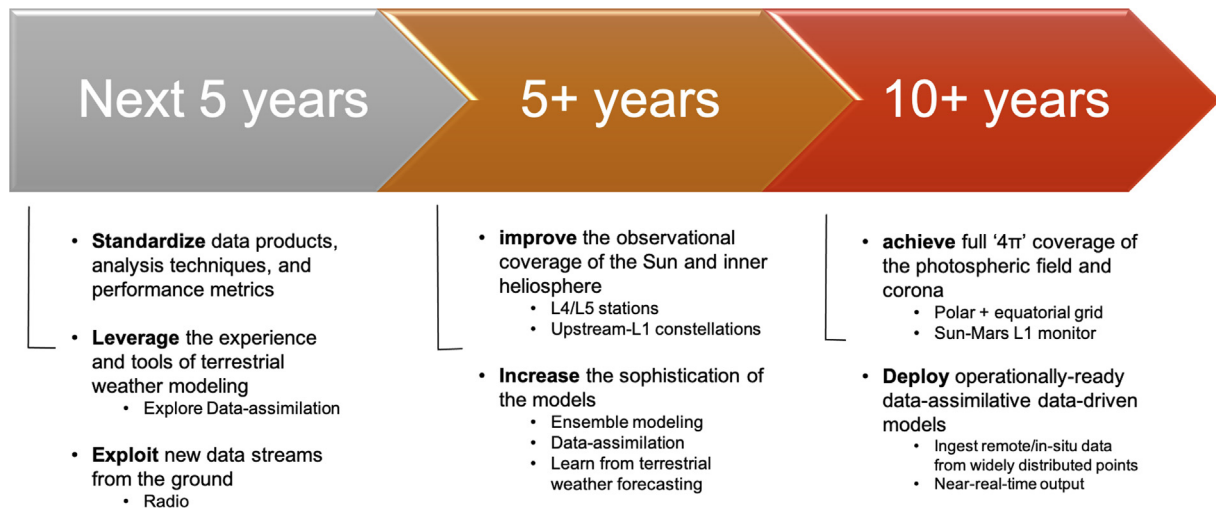 Next 5 years
5+ years
10+ years
• Standardize data products,
analysis techniques, and
performance metrics
• Leverage the experience
and tools of terrestrial
weather modeling
• Explore Data-assimilation
• Exploit new data streams
from the ground
• Radio
• improve the observational
coverage of the Sun and inner
heliosphere
• L4/L5 stations
• Upstream-L1 constellations
• Increase the sophistication of
the models
• Ensemble modeling
• Data-assimilation
• Learn from terrestrial
weather forecasting
• achieve full ‘4π’ coverage of
the photospheric field and
corona
• Polar + equatorial grid
• Sun-Mars L1 monitor
• Deploy operationally-ready
data-assimilative data-driven
models
• Ingest remote/in-situ data
from widely distributed points
• Near-real-time output